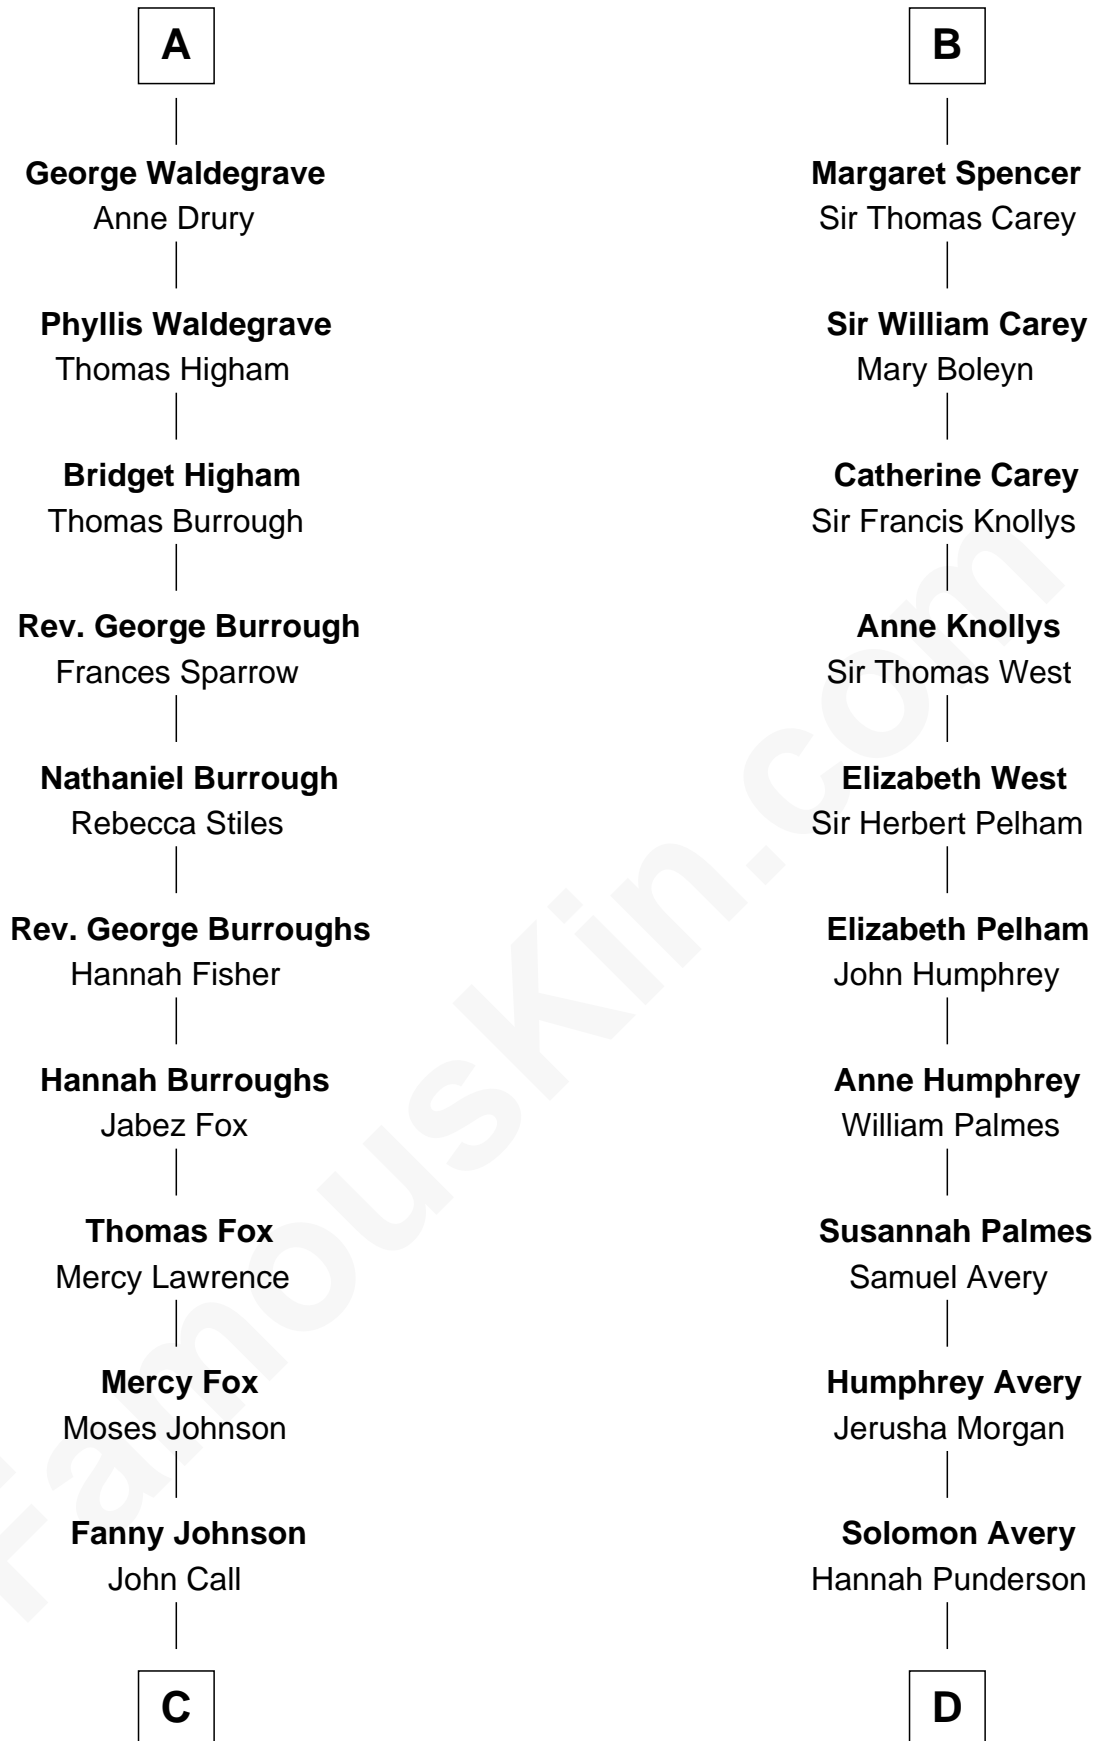 A
George Waldegrave
Anne Drury
Phyllis Waldegrave
Thomas Higham
Bridget Higham
Thomas Burrough
Rev. George Burrough
Frances Sparrow
Nathaniel Burrough
Rebecca Stiles
Rev. George Burroughs
Hannah Fisher
Hannah Burroughs
Jabez Fox
Thomas Fox
Mercy Lawrence
Mercy Fox
Moses Johnson
Fanny Johnson
John Call
C
B
Margaret Spencer
Sir Thomas Carey
Sir William Carey
Mary Boleyn
Catherine Carey
Sir Francis Knollys
Anne Knollys
Sir Thomas West
Elizabeth West
Sir Herbert Pelham
Elizabeth Pelham
John Humphrey
Anne Humphrey
William Palmes
Susannah Palmes
Samuel Avery
Humphrey Avery
Jerusha Morgan
Solomon Avery
Hannah Punderson
D
FamousKin.com